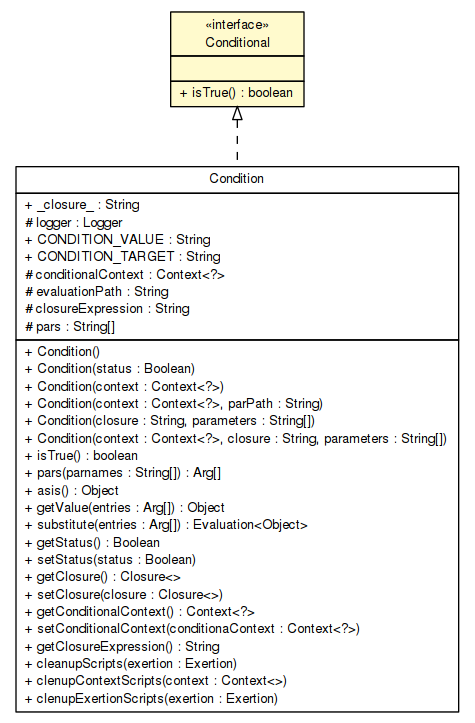 «interface»
Conditional
+ isTrue() : boolean
Condition
+ _closure_ : String
# logger : Logger
+ CONDITION_VALUE : String
+ CONDITION_TARGET : String
# conditionalContext : Context<?>
# evaluationPath : String
# closureExpression : String
# pars : String[]
+ Condition()
+ Condition(status : Boolean)
+ Condition(context : Context<?>)
+ Condition(context : Context<?>, parPath : String)
+ Condition(closure : String, parameters : String[])
+ Condition(context : Context<?>, closure : String, parameters : String[])
+ isTrue() : boolean
+ pars(parnames : String[]) : Arg[]
+ asis() : Object
+ getValue(entries : Arg[]) : Object
+ substitute(entries : Arg[]) : Evaluation<Object>
+ getStatus() : Boolean
+ setStatus(status : Boolean)
+ getClosure() : Closure<>
+ setClosure(closure : Closure<>)
+ getConditionalContext() : Context<?>
+ setConditionalContext(conditionaContext : Context<?>)
+ getClosureExpression() : String
+ cleanupScripts(exertion : Exertion)
+ clenupContextScripts(context : Context<>)
+ clenupExertionScripts(exertion : Exertion)